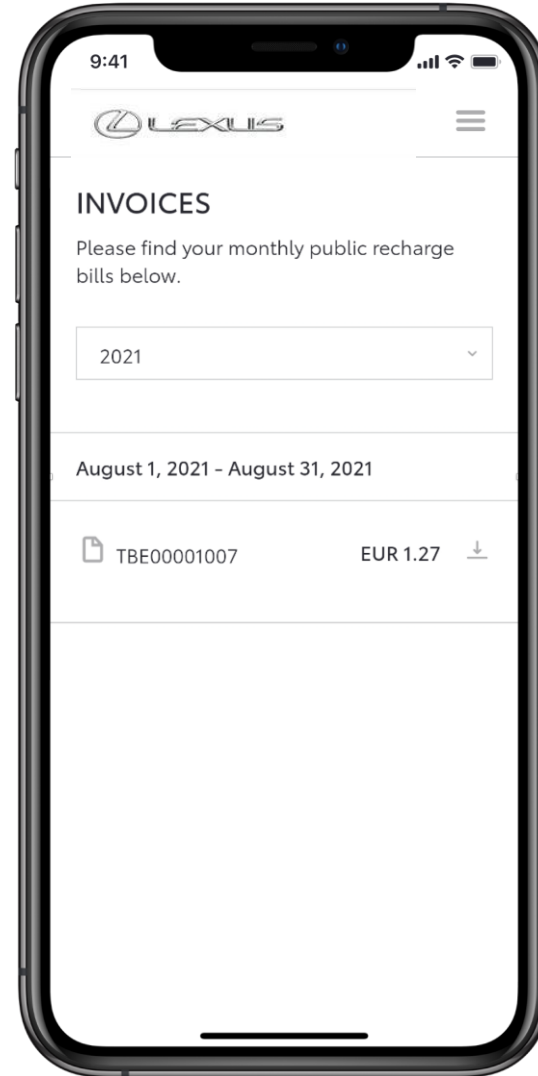 9:41
LEXUS
INVOICES
Please find your monthly public recharge
bills below.
2021
August 1, 2021 - August 31, 2021
TBE00001007 EUR 1.27